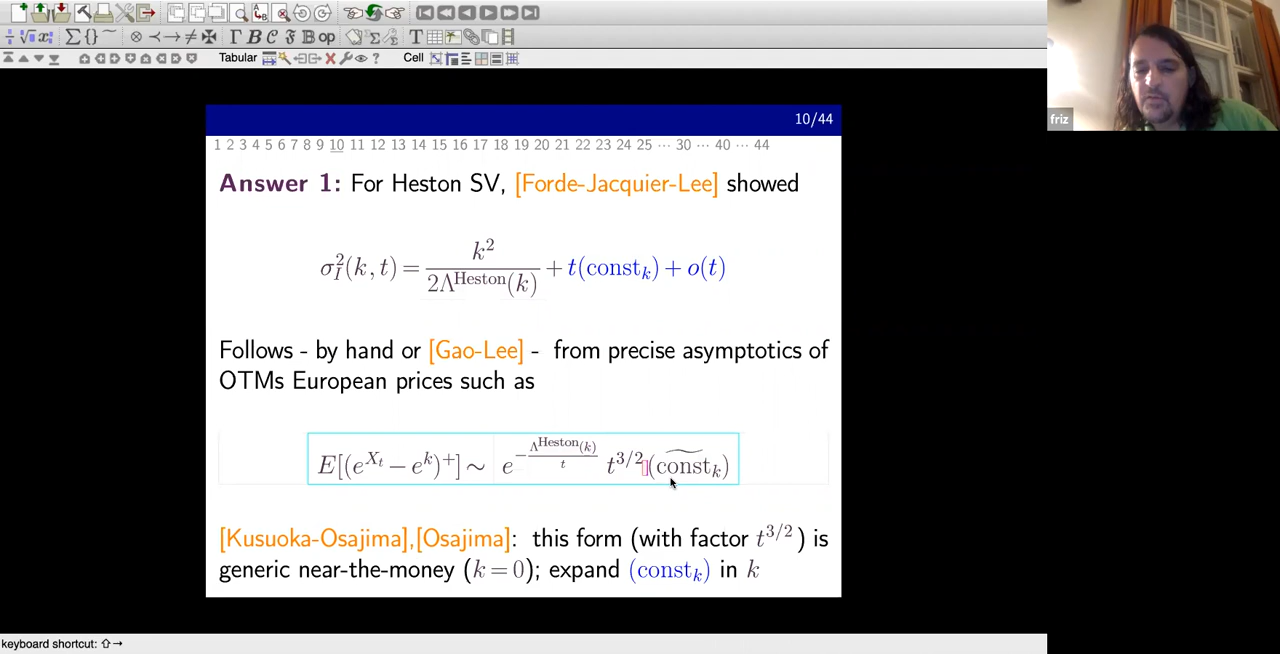 Tabular Cell
10/44
1 2 3 4 5 6 7 8 9 10 11 12 13 14 15 16 17 18 19 20 21 22 23 24 25 ··· 30 ··· 40 ··· 44
Answer 1: For Heston SV, [Forde-Jacquier-Lee] showed
σ_I^2(k, t) = k^2 / 2Λ^Heston(k) + t(const_k) + o(t)
Follows - by hand or [Gao-Lee] - from precise asymptotics of
OTMs European prices such as
E[(e^{X_t} − e^k)^+] ∼ e^{−Λ^Heston(k)/t} t^{3/2} (\widetilde{const}_k)
[Kusuoka-Osajima],[Osajima]: this form (with factor t^{3/2}) is
generic near-the-money (k = 0); expand (const_k) in k
friz
keyboard shortcut: ⇧→